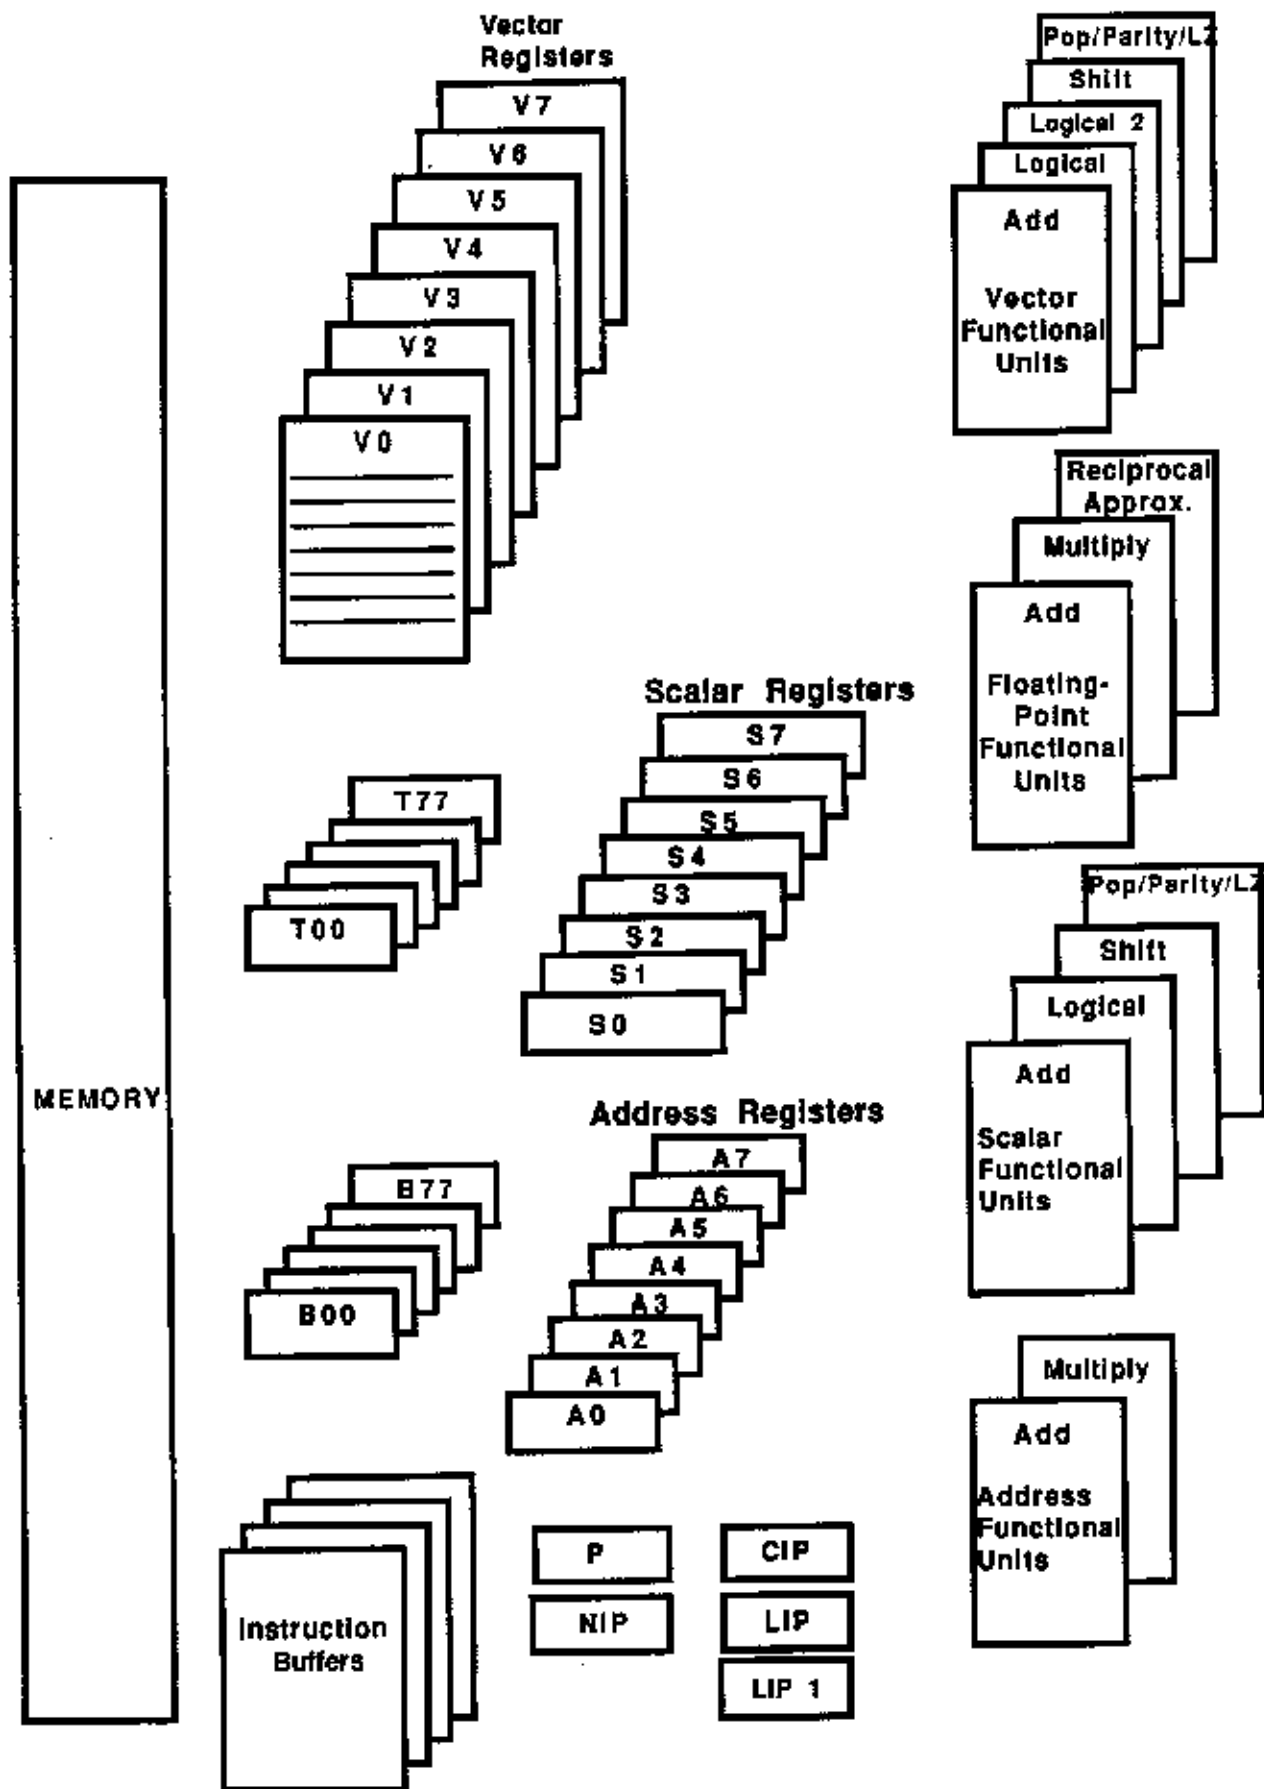 Vector
Registers
V7
V6
V5
V4
V3
V2
V1
V0
Pop/Parity/LZ
Shift
Logical 2
Logical
Add
Vector
Functional
Units
Reciprocal
Approx.
Multiply
Add
Floating-
Point
Functional
Units
Scalar Registers
S7
S6
S5
S4
S3
S2
S1
S0
T77
T00
Pop/Parity/LZ
Shift
Logical
Add
Scalar
Functional
Units
MEMORY
Address Registers
A7
A6
A5
A4
A3
A2
A1
A0
B77
B00
Multiply
Add
Address
Functional
Units
Instruction
Buffers
P
CIP
NIP
LIP
LIP 1